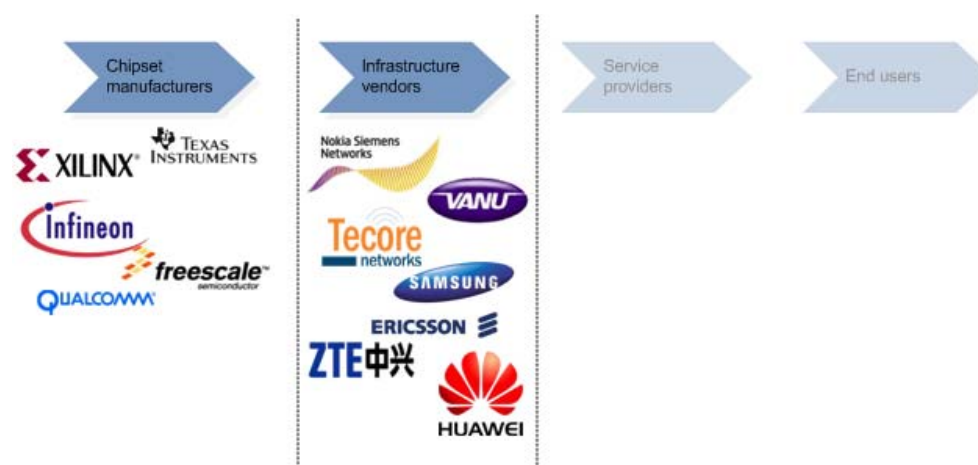 Chipset
manufacturers
Infrastructure
vendors
Service
providers
End users
XILINX®
TEXAS
INSTRUMENTS
infineon
freescale™
semiconductor
QUALCOMM®
Nokia Siemens
Networks
VANU
Tecore
networks
SAMSUNG
ERICSSON
ZTE中兴
HUAWEI